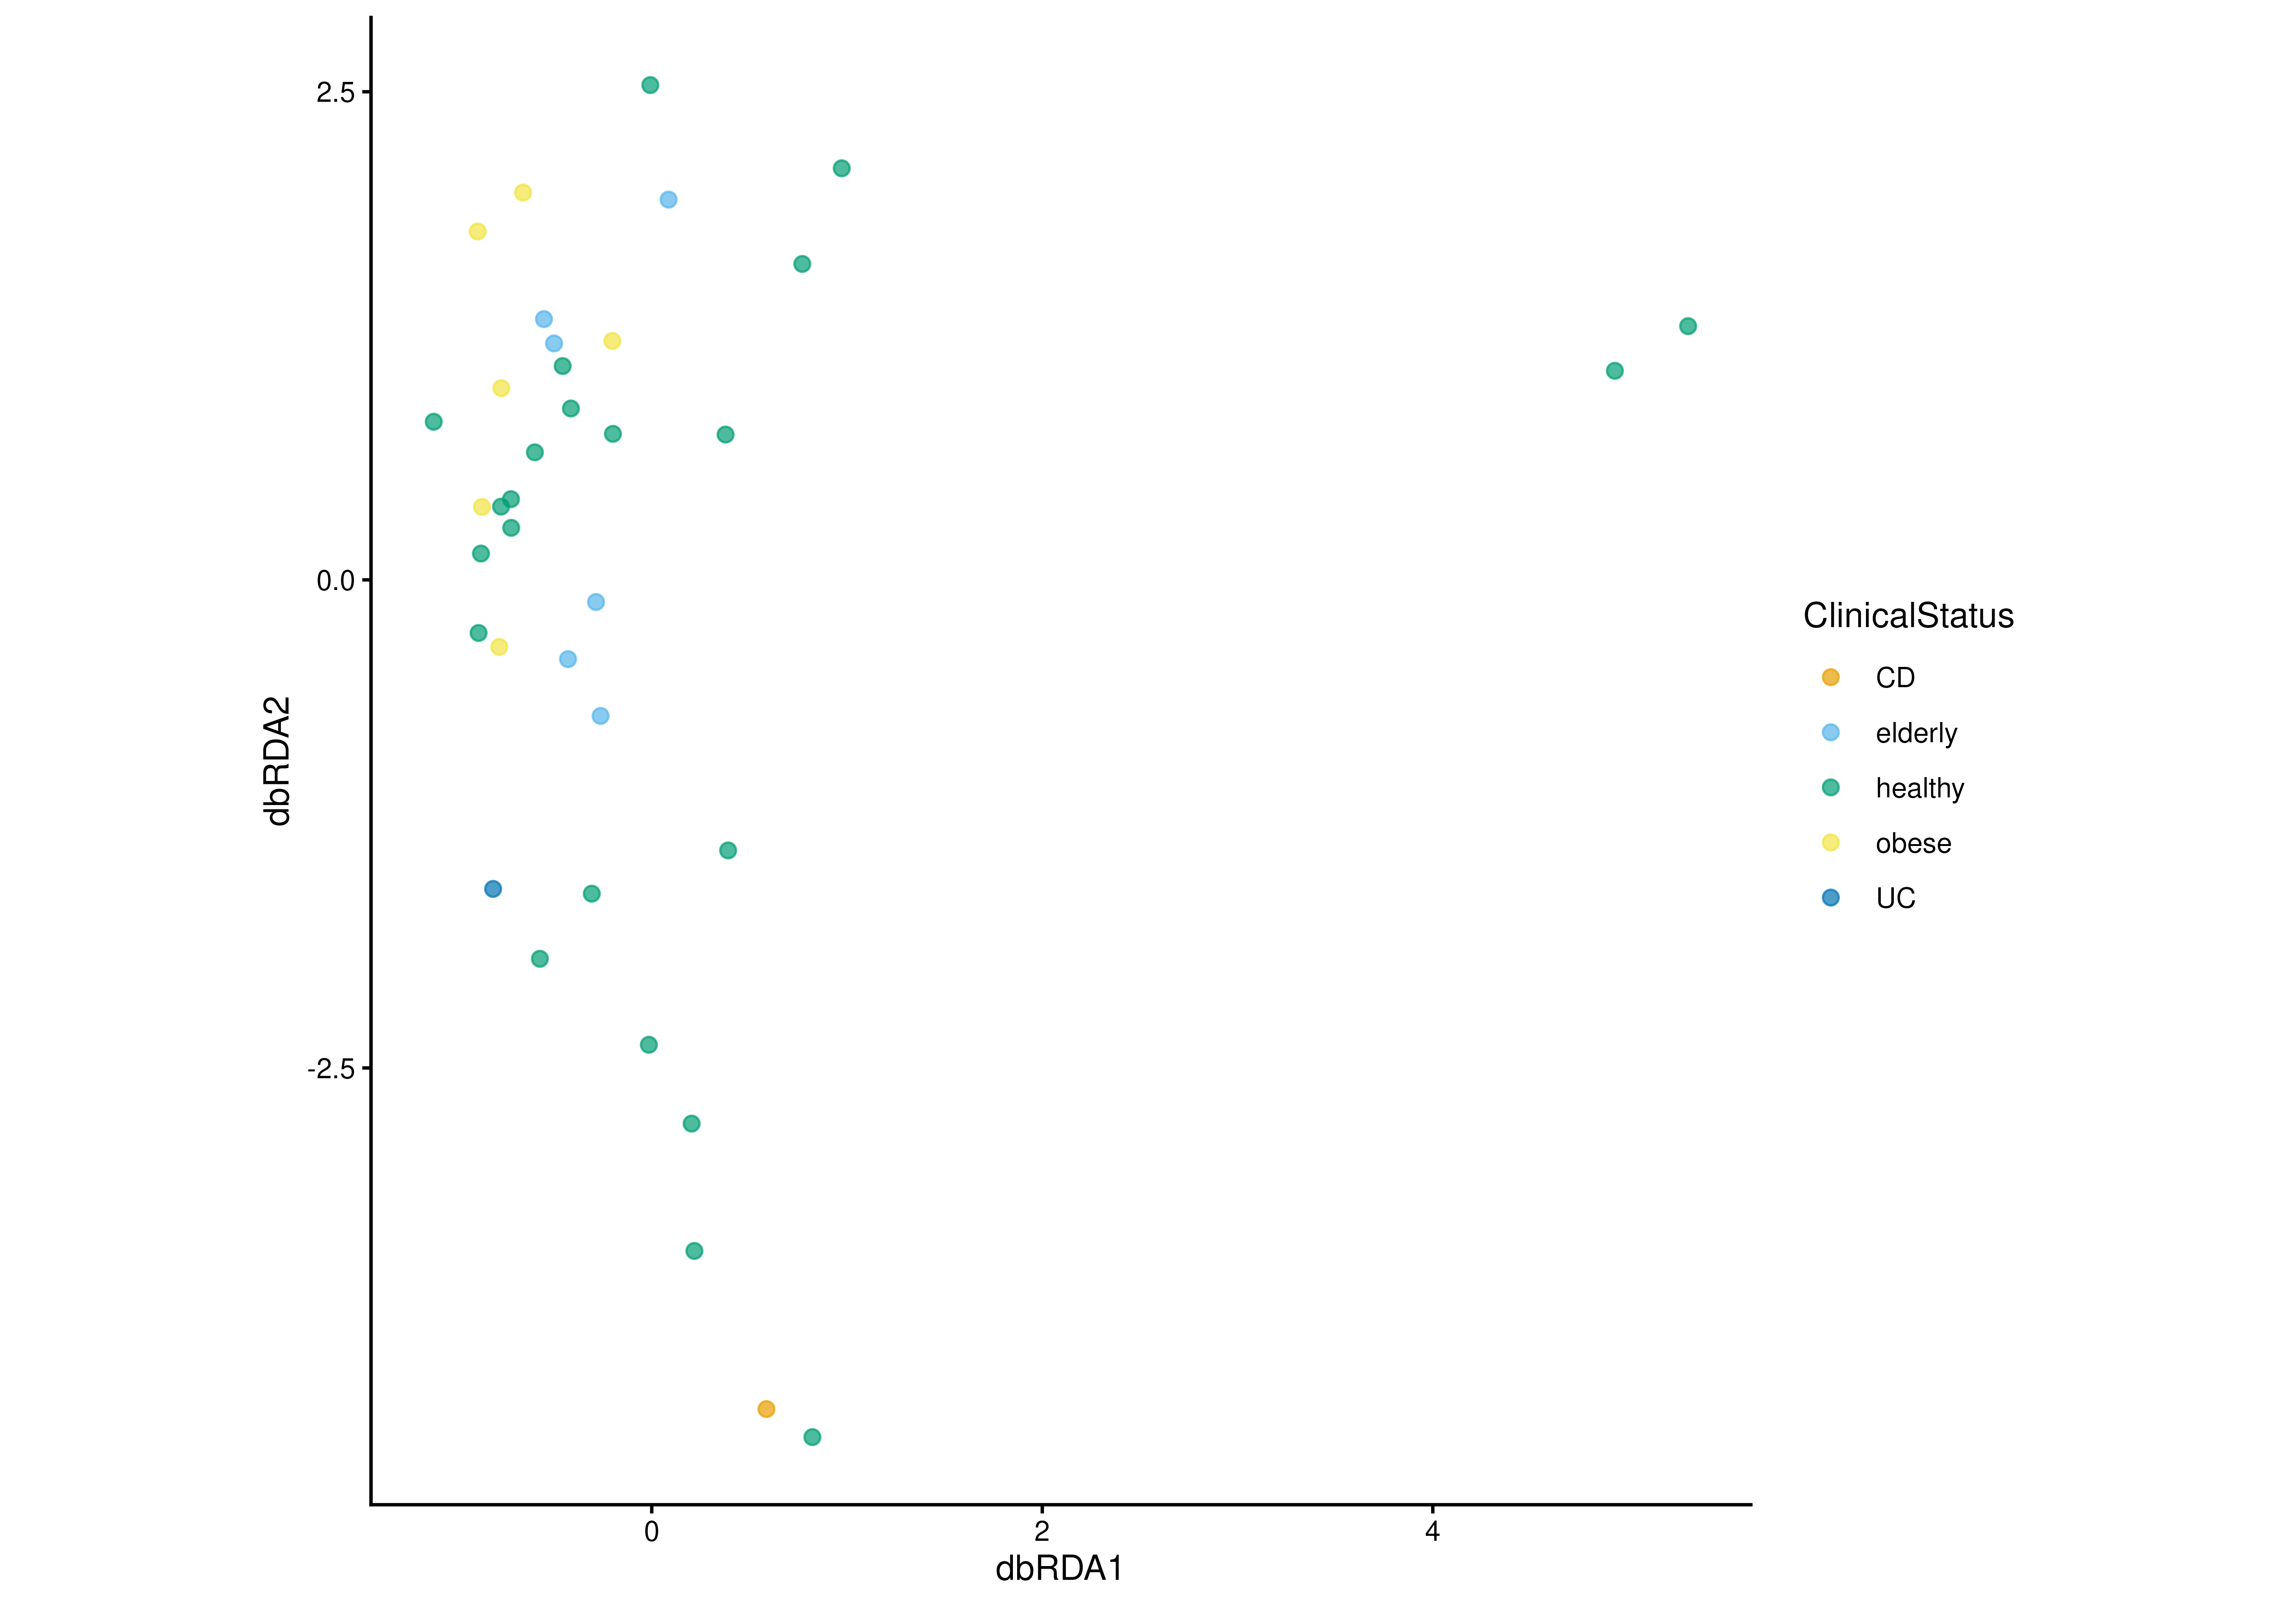 2.5
0.0
-2.5
dbRDA2
0
2
4
dbRDA1
ClinicalStatus
CD
elderly
healthy
obese
UC